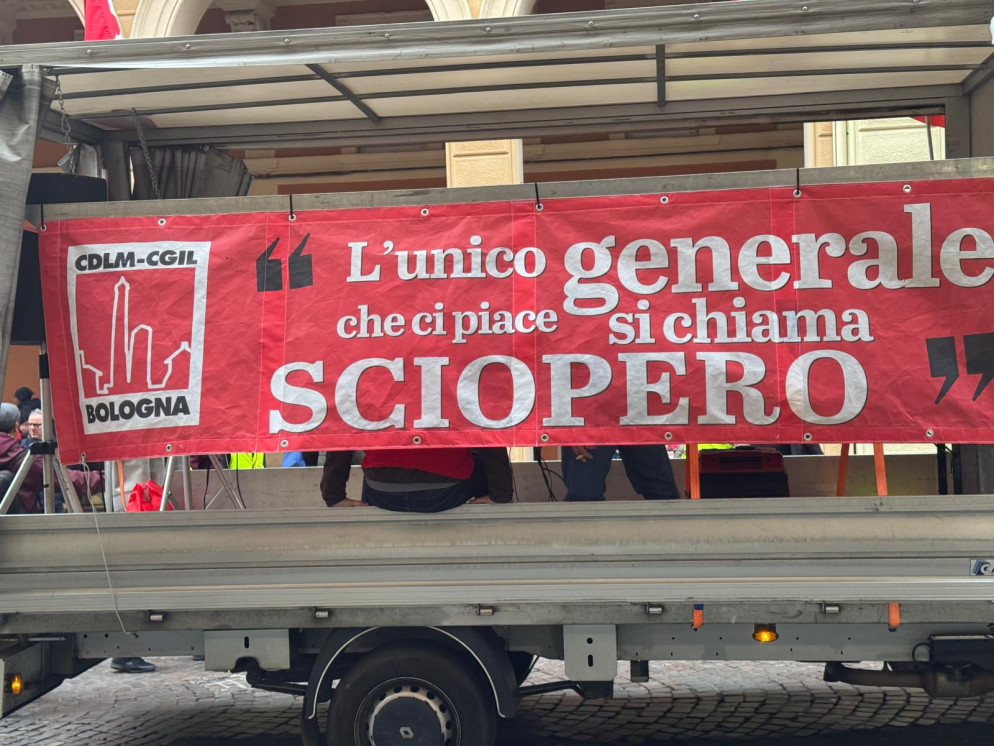 CDLM-CGIL
BOLOGNA
“ L’unico generale
che ci piace si chiama
SCIOPERO ”